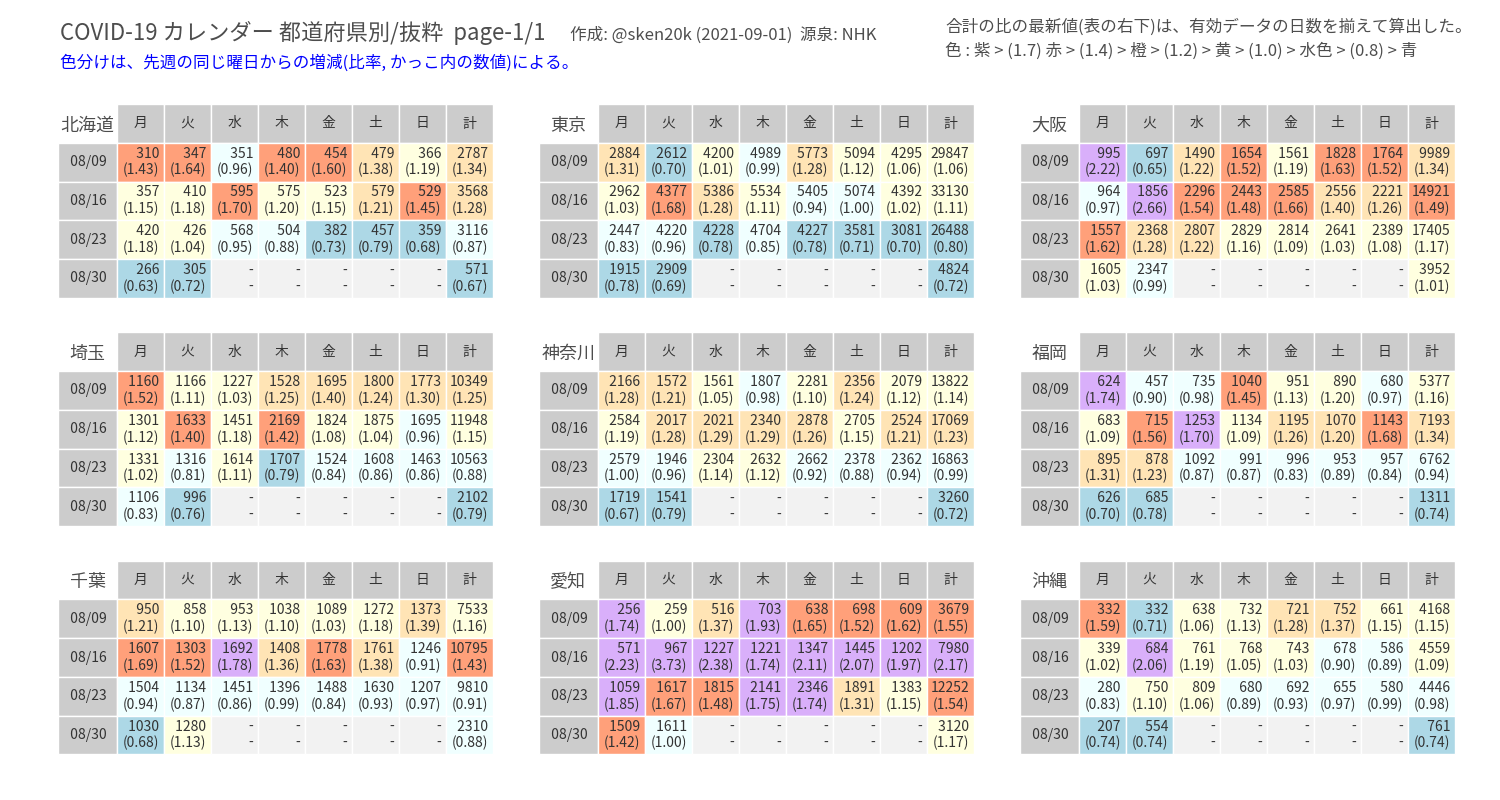 COVID-19 カレンダー 都道府県別/抜粋 page-1/1 作成: @sken20k (2021-09-01) 源泉: NHK
色分けは、先週の同じ曜日からの増減(比率, かっこ内の数値)による。
合計の比の最新値(表の右下)は、有効データの日数を揃えて算出した。
色 : 紫 > (1.7) 赤 > (1.4) > 橙 > (1.2) > 黄 > (1.0) > 水色 > (0.8) > 青
北海道 月 火 水 木 金 土 日 計
08/09 310 347 351 480 454 479 366 2787
(1.43) (1.64) (0.96) (1.40) (1.60) (1.38) (1.19) (1.34)
08/16 357 410 595 575 523 579 529 3568
(1.15) (1.18) (1.70) (1.20) (1.15) (1.21) (1.45) (1.28)
08/23 420 426 568 504 382 457 359 3116
(1.18) (1.04) (0.95) (0.88) (0.73) (0.79) (0.68) (0.87)
08/30 266 305 - - - - - 571
(0.63) (0.72) - - - - - (0.67)
東京 月 火 水 木 金 土 日 計
08/09 2884 2612 4200 4989 5773 5094 4295 29847
(1.31) (0.70) (1.01) (0.99) (1.28) (1.12) (1.06) (1.06)
08/16 2962 4377 5386 5534 5405 5074 4392 33130
(1.03) (1.68) (1.28) (1.11) (0.94) (1.00) (1.02) (1.11)
08/23 2447 4220 4228 4704 4227 3581 3081 26488
(0.83) (0.96) (0.78) (0.85) (0.78) (0.71) (0.70) (0.80)
08/30 1915 2909 - - - - - 4824
(0.78) (0.69) - - - - - (0.72)
大阪 月 火 水 木 金 土 日 計
08/09 995 697 1490 1654 1561 1828 1764 9989
(2.22) (0.65) (1.22) (1.52) (1.19) (1.63) (1.52) (1.34)
08/16 964 1856 2296 2443 2585 2556 2221 14921
(0.97) (2.66) (1.54) (1.48) (1.66) (1.40) (1.26) (1.49)
08/23 1557 2368 2807 2829 2814 2641 2389 17405
(1.62) (1.28) (1.22) (1.16) (1.09) (1.03) (1.08) (1.17)
08/30 1605 2347 - - - - - 3952
(1.03) (0.99) - - - - - (1.01)
埼玉 月 火 水 木 金 土 日 計
08/09 1160 1166 1227 1528 1695 1800 1773 10349
(1.52) (1.11) (1.03) (1.25) (1.40) (1.24) (1.30) (1.25)
08/16 1301 1633 1451 2169 1824 1875 1695 11948
(1.12) (1.40) (1.18) (1.42) (1.08) (1.04) (0.96) (1.15)
08/23 1331 1316 1614 1707 1524 1608 1463 10563
(1.02) (0.81) (1.11) (0.79) (0.84) (0.86) (0.86) (0.88)
08/30 1106 996 - - - - - 2102
(0.83) (0.76) - - - - - (0.79)
神奈川 月 火 水 木 金 土 日 計
08/09 2166 1572 1561 1807 2281 2356 2079 13822
(1.28) (1.21) (1.05) (0.98) (1.10) (1.24) (1.12) (1.14)
08/16 2584 2017 2021 2340 2878 2705 2524 17069
(1.19) (1.28) (1.29) (1.29) (1.26) (1.15) (1.21) (1.23)
08/23 2579 1946 2304 2632 2662 2378 2362 16863
(1.00) (0.96) (1.14) (1.12) (0.92) (0.88) (0.94) (0.99)
08/30 1719 1541 - - - - - 3260
(0.67) (0.79) - - - - - (0.72)
福岡 月 火 水 木 金 土 日 計
08/09 624 457 735 1040 951 890 680 5377
(1.74) (0.90) (0.98) (1.45) (1.13) (1.20) (0.97) (1.16)
08/16 683 715 1253 1134 1195 1070 1143 7193
(1.09) (1.56) (1.70) (1.09) (1.26) (1.20) (1.68) (1.34)
08/23 895 878 1092 991 996 953 957 6762
(1.31) (1.23) (0.87) (0.87) (0.83) (0.89) (0.84) (0.94)
08/30 626 685 - - - - - 1311
(0.70) (0.78) - - - - - (0.74)
千葉 月 火 水 木 金 土 日 計
08/09 950 858 953 1038 1089 1272 1373 7533
(1.21) (1.10) (1.13) (1.10) (1.03) (1.18) (1.39) (1.16)
08/16 1607 1303 1692 1408 1778 1761 1246 10795
(1.69) (1.52) (1.78) (1.36) (1.63) (1.38) (0.91) (1.43)
08/23 1504 1134 1451 1396 1488 1630 1207 9810
(0.94) (0.87) (0.86) (0.99) (0.84) (0.93) (0.97) (0.91)
08/30 1030 1280 - - - - - 2310
(0.68) (1.13) - - - - - (0.88)
愛知 月 火 水 木 金 土 日 計
08/09 256 259 516 703 638 698 609 3679
(1.74) (1.00) (1.37) (1.93) (1.65) (1.52) (1.62) (1.55)
08/16 571 967 1227 1221 1347 1445 1202 7980
(2.23) (3.73) (2.38) (1.74) (2.11) (2.07) (1.97) (2.17)
08/23 1059 1617 1815 2141 2346 1891 1383 12252
(1.85) (1.67) (1.48) (1.75) (1.74) (1.31) (1.15) (1.54)
08/30 1509 1611 - - - - - 3120
(1.42) (1.00) - - - - - (1.17)
沖縄 月 火 水 木 金 土 日 計
08/09 332 332 638 732 721 752 661 4168
(1.59) (0.71) (1.06) (1.13) (1.28) (1.37) (1.15) (1.15)
08/16 339 684 761 768 743 678 586 4559
(1.02) (2.06) (1.19) (1.05) (1.03) (0.90) (0.89) (1.09)
08/23 280 750 809 680 692 655 580 4446
(0.83) (1.10) (1.06) (0.89) (0.93) (0.97) (0.99) (0.98)
08/30 207 554 - - - - - 761
(0.74) (0.74) - - - - - (0.74)